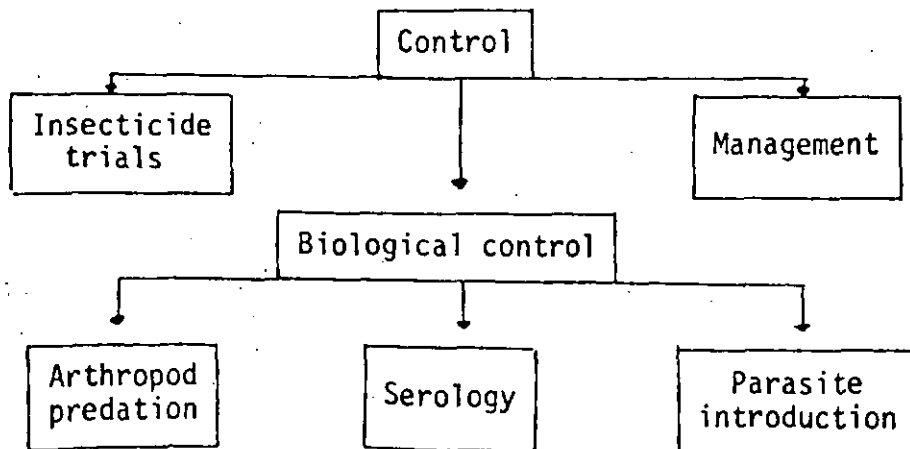 Control
Insecticide
trials
Management
Biological control
Arthropod
predation
Serology
Parasite
introduction